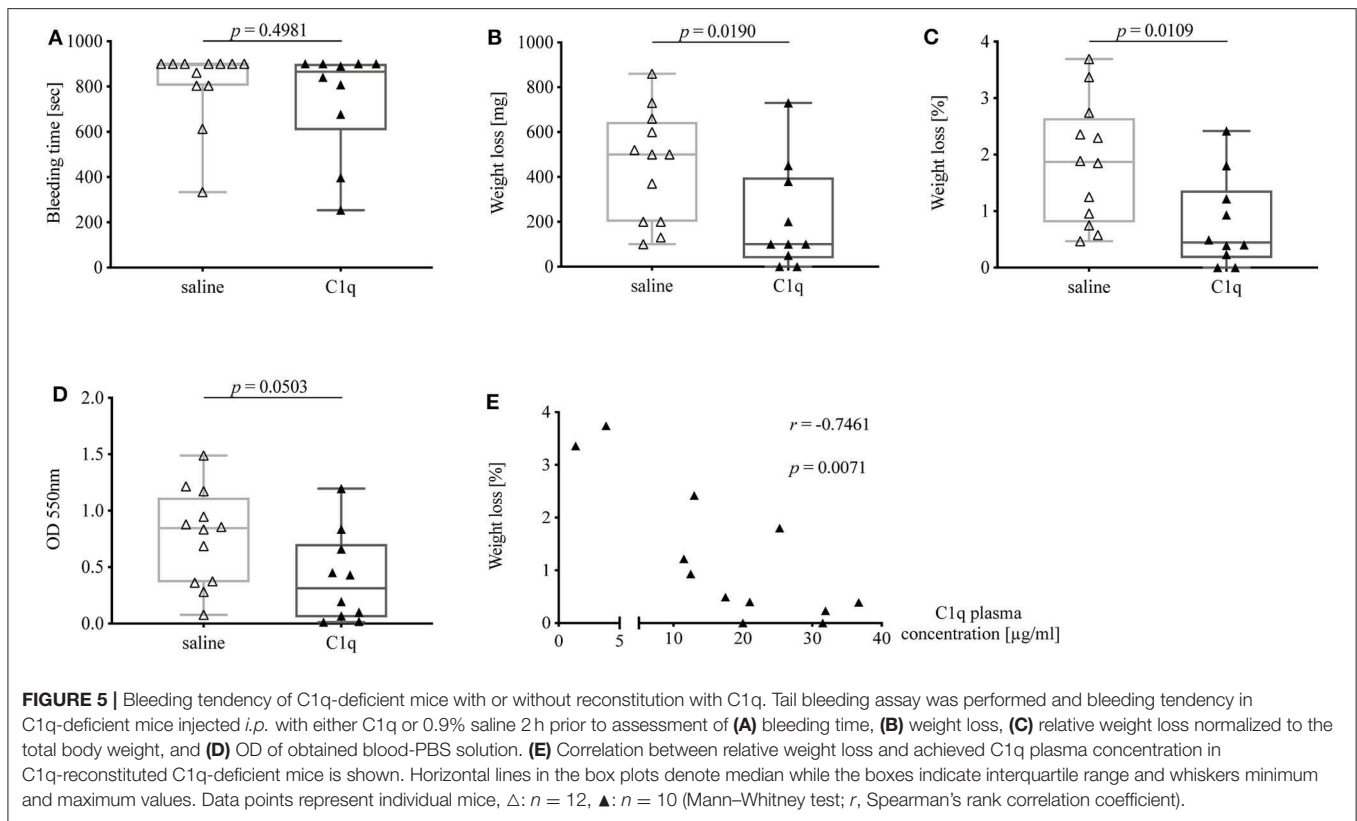 A
p = 0.4981
Bleeding time [sec]
1000
800
600
400
200
0
saline
C1q
B
p = 0.0190
Weight loss [mg]
1000
800
600
400
200
0
saline
C1q
C
p = 0.0109
Weight loss [%]
4
3
2
1
0
saline
C1q
D
p = 0.0503
OD 550nm
2.0
1.5
1.0
0.5
0.0
saline
C1q
E
Weight loss [%]
4
3
2
1
0
r = -0.7461
p = 0.0071
0
5
10
20
30
40
C1q plasma
concentration [µg/ml]
FIGURE 5 | Bleeding tendency of C1q-deficient mice with or without reconstitution with C1q. Tail bleeding assay was performed and bleeding tendency in
C1q-deficient mice injected i.p. with either C1q or 0.9% saline 2 h prior to assessment of (A) bleeding time, (B) weight loss, (C) relative weight loss normalized to the
total body weight, and (D) OD of obtained blood-PBS solution. (E) Correlation between relative weight loss and achieved C1q plasma concentration in
C1q-reconstituted C1q-deficient mice is shown. Horizontal lines in the box plots denote median while the boxes indicate interquartile range and whiskers minimum
and maximum values. Data points represent individual mice, △: n = 12, ▲: n = 10 (Mann–Whitney test; r, Spearman's rank correlation coefficient).